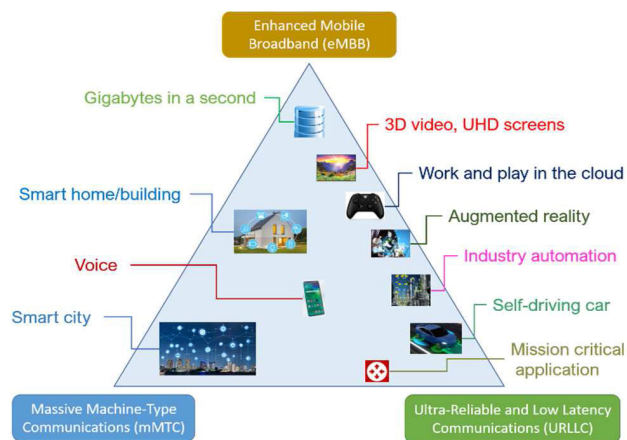 Enhanced Mobile
Broadband (eMBB)
Gigabytes in a second
3D video, UHD screens
Work and play in the cloud
Smart home/building
Augmented reality
Voice
Industry automation
Smart city
Self-driving car
Mission critical
application
Massive Machine-Type
Communications (mMTC)
Ultra-Reliable and Low Latency
Communications (URLLC)